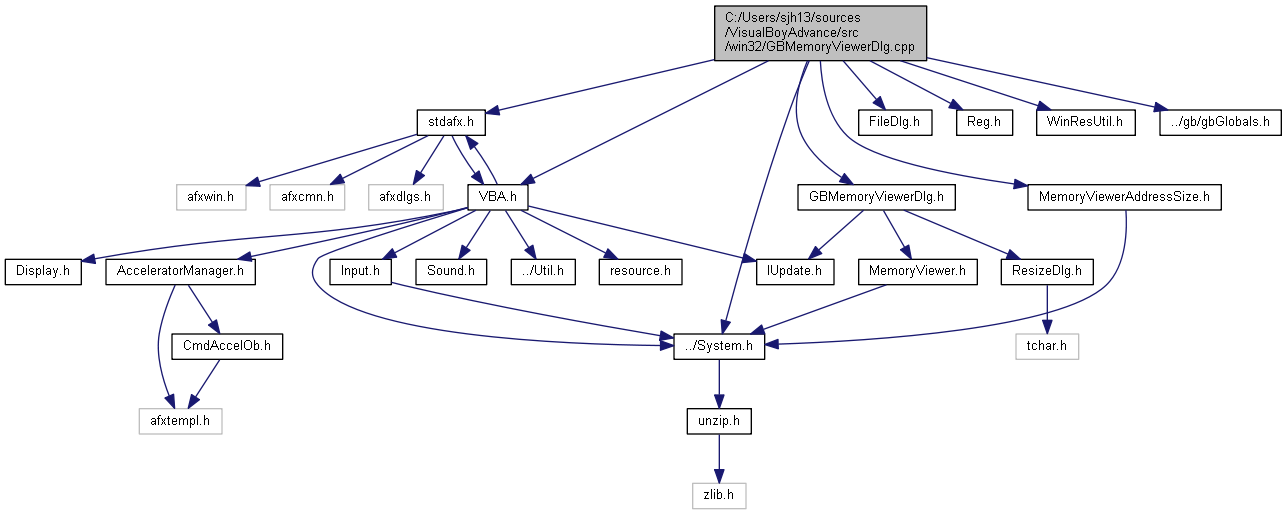 C:/Users/sjh13/sources
/VisualBoyAdvance/src
/win32/GBMemoryViewerDlg.cpp
stdafx.h
FileDlg.h
Reg.h
WinResUtil.h
../gb/gbGlobals.h
afxwin.h
afxcmn.h
afxdlgs.h
VBA.h
GBMemoryViewerDlg.h
MemoryViewerAddressSize.h
Display.h
AcceleratorManager.h
Input.h
Sound.h
../Util.h
resource.h
IUpdate.h
MemoryViewer.h
ResizeDlg.h
CmdAccelOb.h
../System.h
tchar.h
afxtempl.h
unzip.h
zlib.h